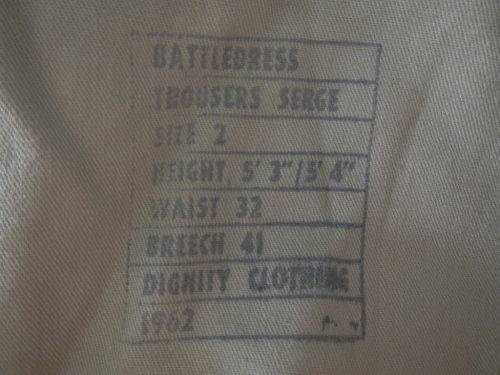 BATTLEDRESS
TROUSERS SERGE
SIZE 2
HEIGHT, 5' 3"/5' 4"
WAIST 32
BREECH 41
DIGNITY CLOTHING
1962